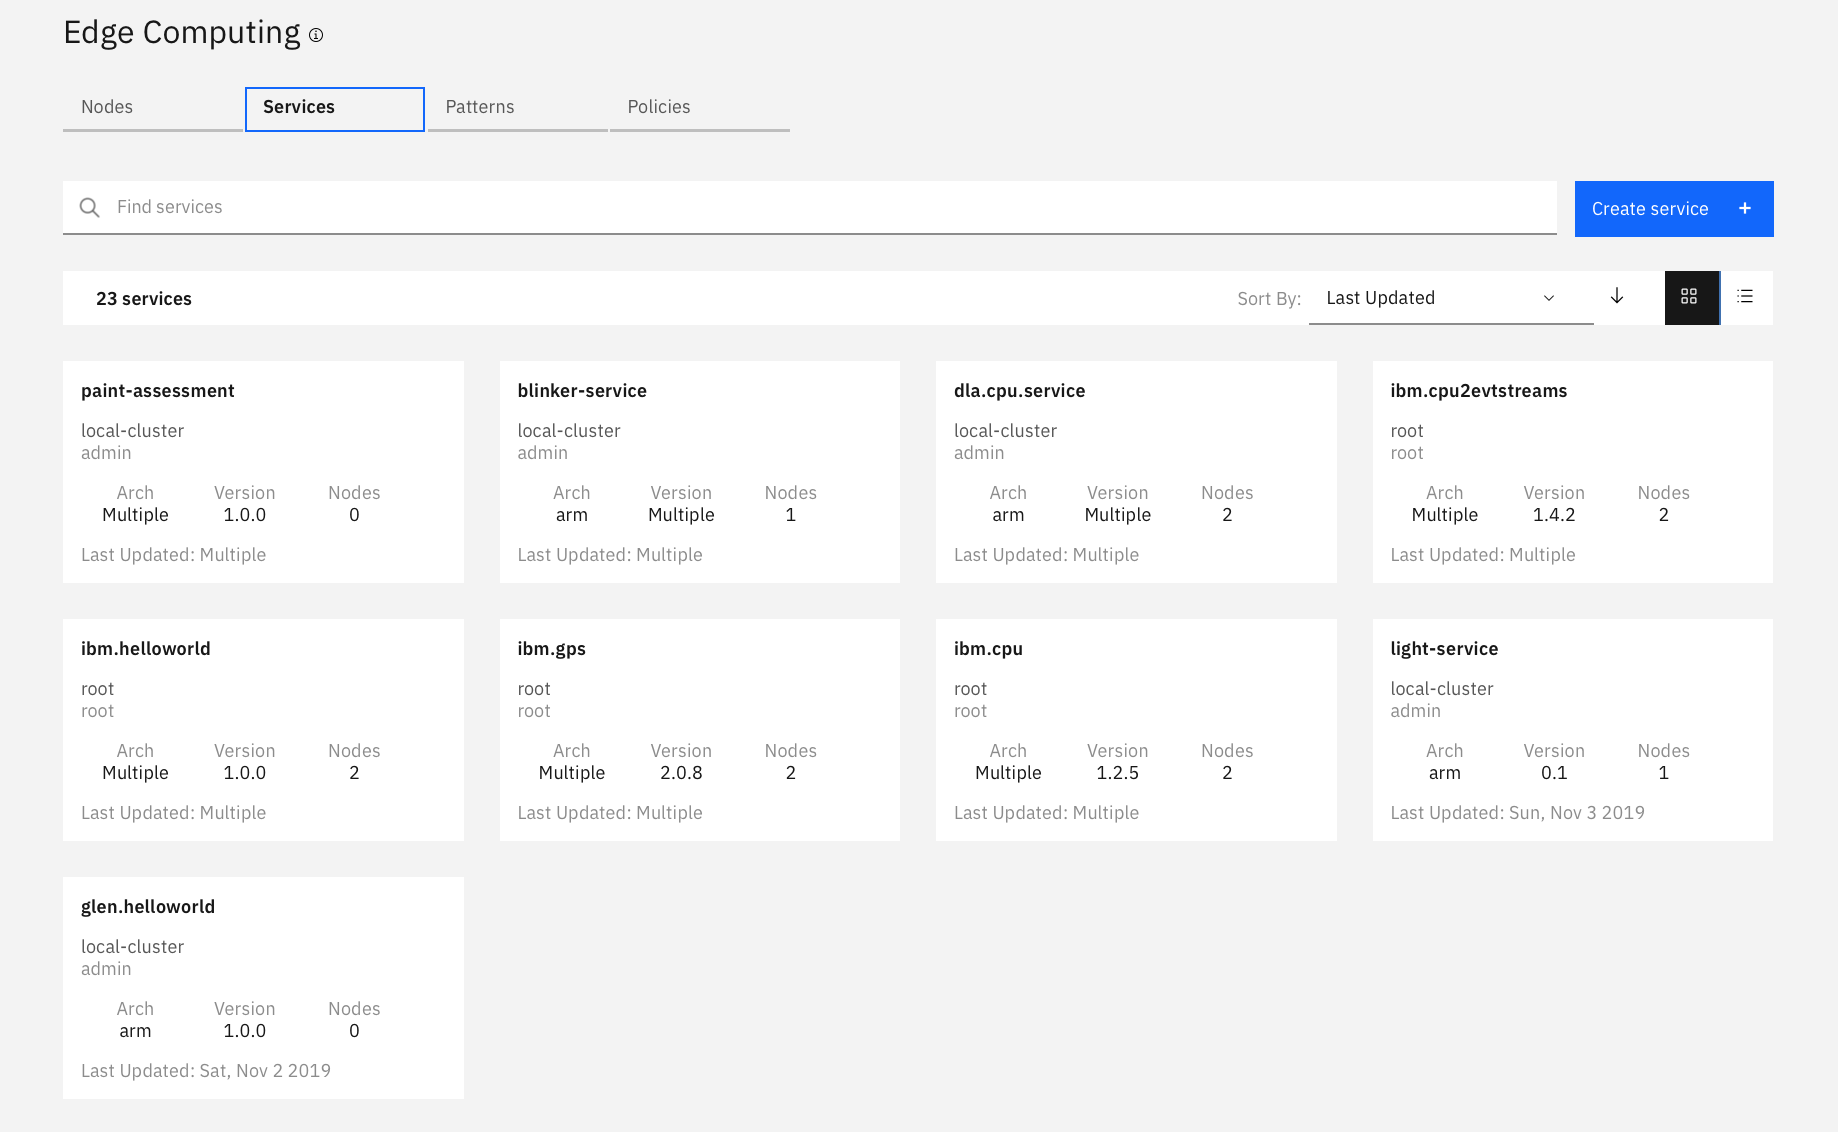 Edge Computing
Nodes Services Patterns Policies
Find services
Create service +
23 services
Sort By: Last Updated
paint-assessment
local-cluster
admin
Arch Version Nodes
Multiple 1.0.0 0
Last Updated: Multiple
blinker-service
local-cluster
admin
Arch Version Nodes
arm Multiple 1
Last Updated: Multiple
dla.cpu.service
local-cluster
admin
Arch Version Nodes
arm Multiple 2
Last Updated: Multiple
ibm.cpu2evtstreams
root
root
Arch Version Nodes
Multiple 1.4.2 2
Last Updated: Multiple
ibm.helloworld
root
root
Arch Version Nodes
Multiple 1.0.0 2
Last Updated: Multiple
ibm.gps
root
root
Arch Version Nodes
Multiple 2.0.8 2
Last Updated: Multiple
ibm.cpu
root
root
Arch Version Nodes
Multiple 1.2.5 2
Last Updated: Multiple
light-service
local-cluster
admin
Arch Version Nodes
arm 0.1 1
Last Updated: Sun, Nov 3 2019
glen.helloworld
local-cluster
admin
Arch Version Nodes
arm 1.0.0 0
Last Updated: Sat, Nov 2 2019